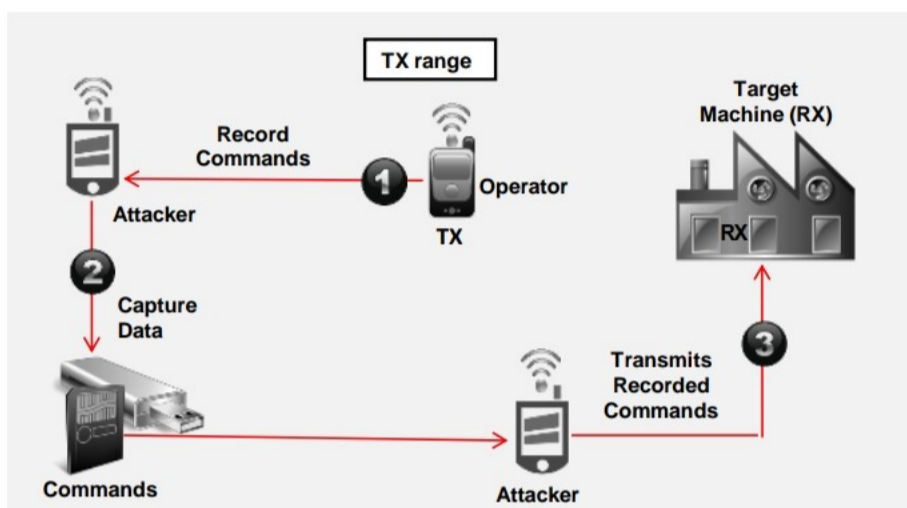 TX range
Target
Machine (RX)
Record
Commands
1
Operator
Attacker
TX
RX
2
Capture
Data
3
Transmits
Recorded
Commands
Commands
Attacker